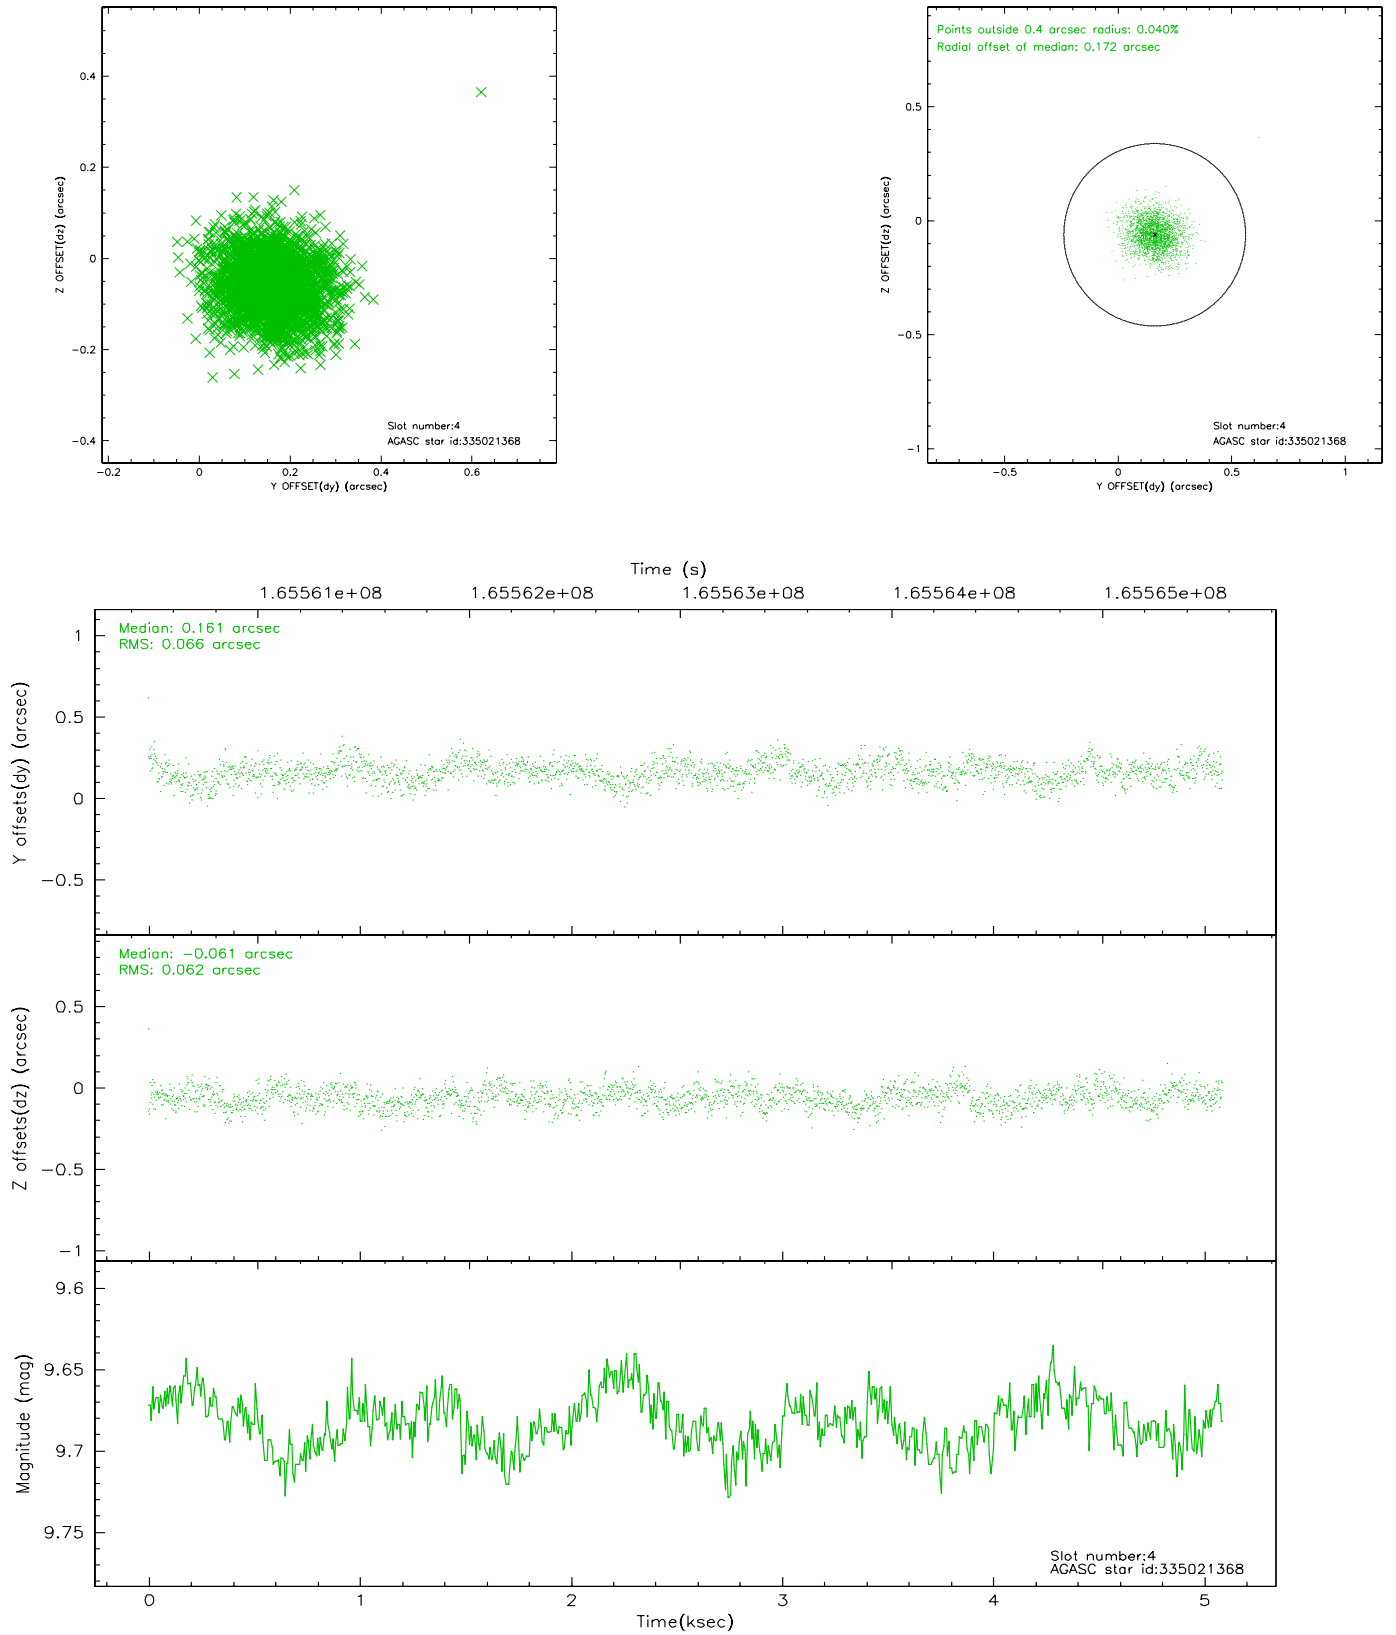 0.4
0.2
0
−0.2
−0.4
Z OFFSET(dz) (arcsec)
Slot number:4
AGASC star id:335021368
−0.2 0 0.2 0.4 0.6
Y OFFSET(dy) (arcsec)
Points outside 0.4 arcsec radius: 0.040%
Radial offset of median: 0.172 arcsec
0.5
0
−0.5
−1
Z OFFSET(dz) (arcsec)
Slot number:4
AGASC star id:335021368
−0.5 0 0.5 1
Y OFFSET(dy) (arcsec)
Time (s)
1.65561e+08 1.65562e+08 1.65563e+08 1.65564e+08 1.65565e+08
Median: 0.161 arcsec
RMS: 0.066 arcsec
1
0.5
0
−0.5
Y offsets(dy) (arcsec)
Median: −0.061 arcsec
RMS: 0.062 arcsec
0.5
0
−0.5
−1
Z offsets(dz) (arcsec)
9.6
9.65
9.7
9.75
Magnitude (mag)
Slot number:4
AGASC star id:335021368
0 1 2 3 4 5
Time(ksec)